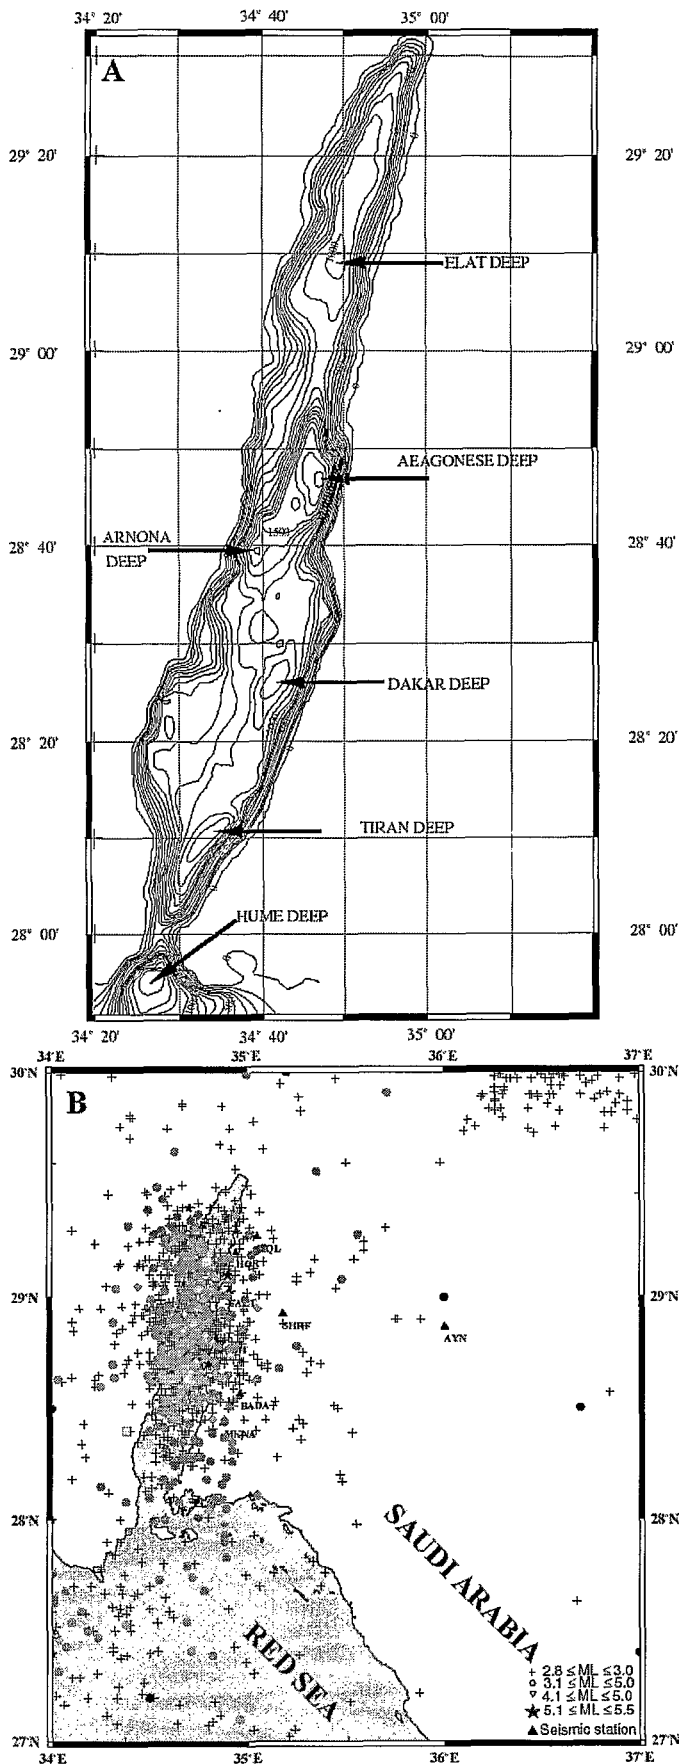 34° 20' 34° 40' 35° 00'
A
29° 20' 29° 20'
ELAT DEEP
29° 00' 29° 00'
AEAGONESE DEEP
1500
ARNONA
DEEP
28° 40' 28° 40'
DAKAR DEEP
28° 20' 28° 20'
TIRAN DEEP
HUME DEEP
28° 00' 28° 00'
34° 20' 34° 40' 35° 00'
34°E 35°E 36°E 37°E
30°N 30°N
B
29°N 29°N
SHRF
AYN
BADA
MKNA
28°N 28°N
SAUDI ARABIA
RED SEA
+ 2.8 ≤ ML ≤ 3.0
3.1 ≤ ML ≤ 5.0
4.1 ≤ ML ≤ 5.0
★ 5.1 ≤ ML ≤ 5.5
▲ Seismic station
27°N 27°N
34°E 35°E 36°E 37°E